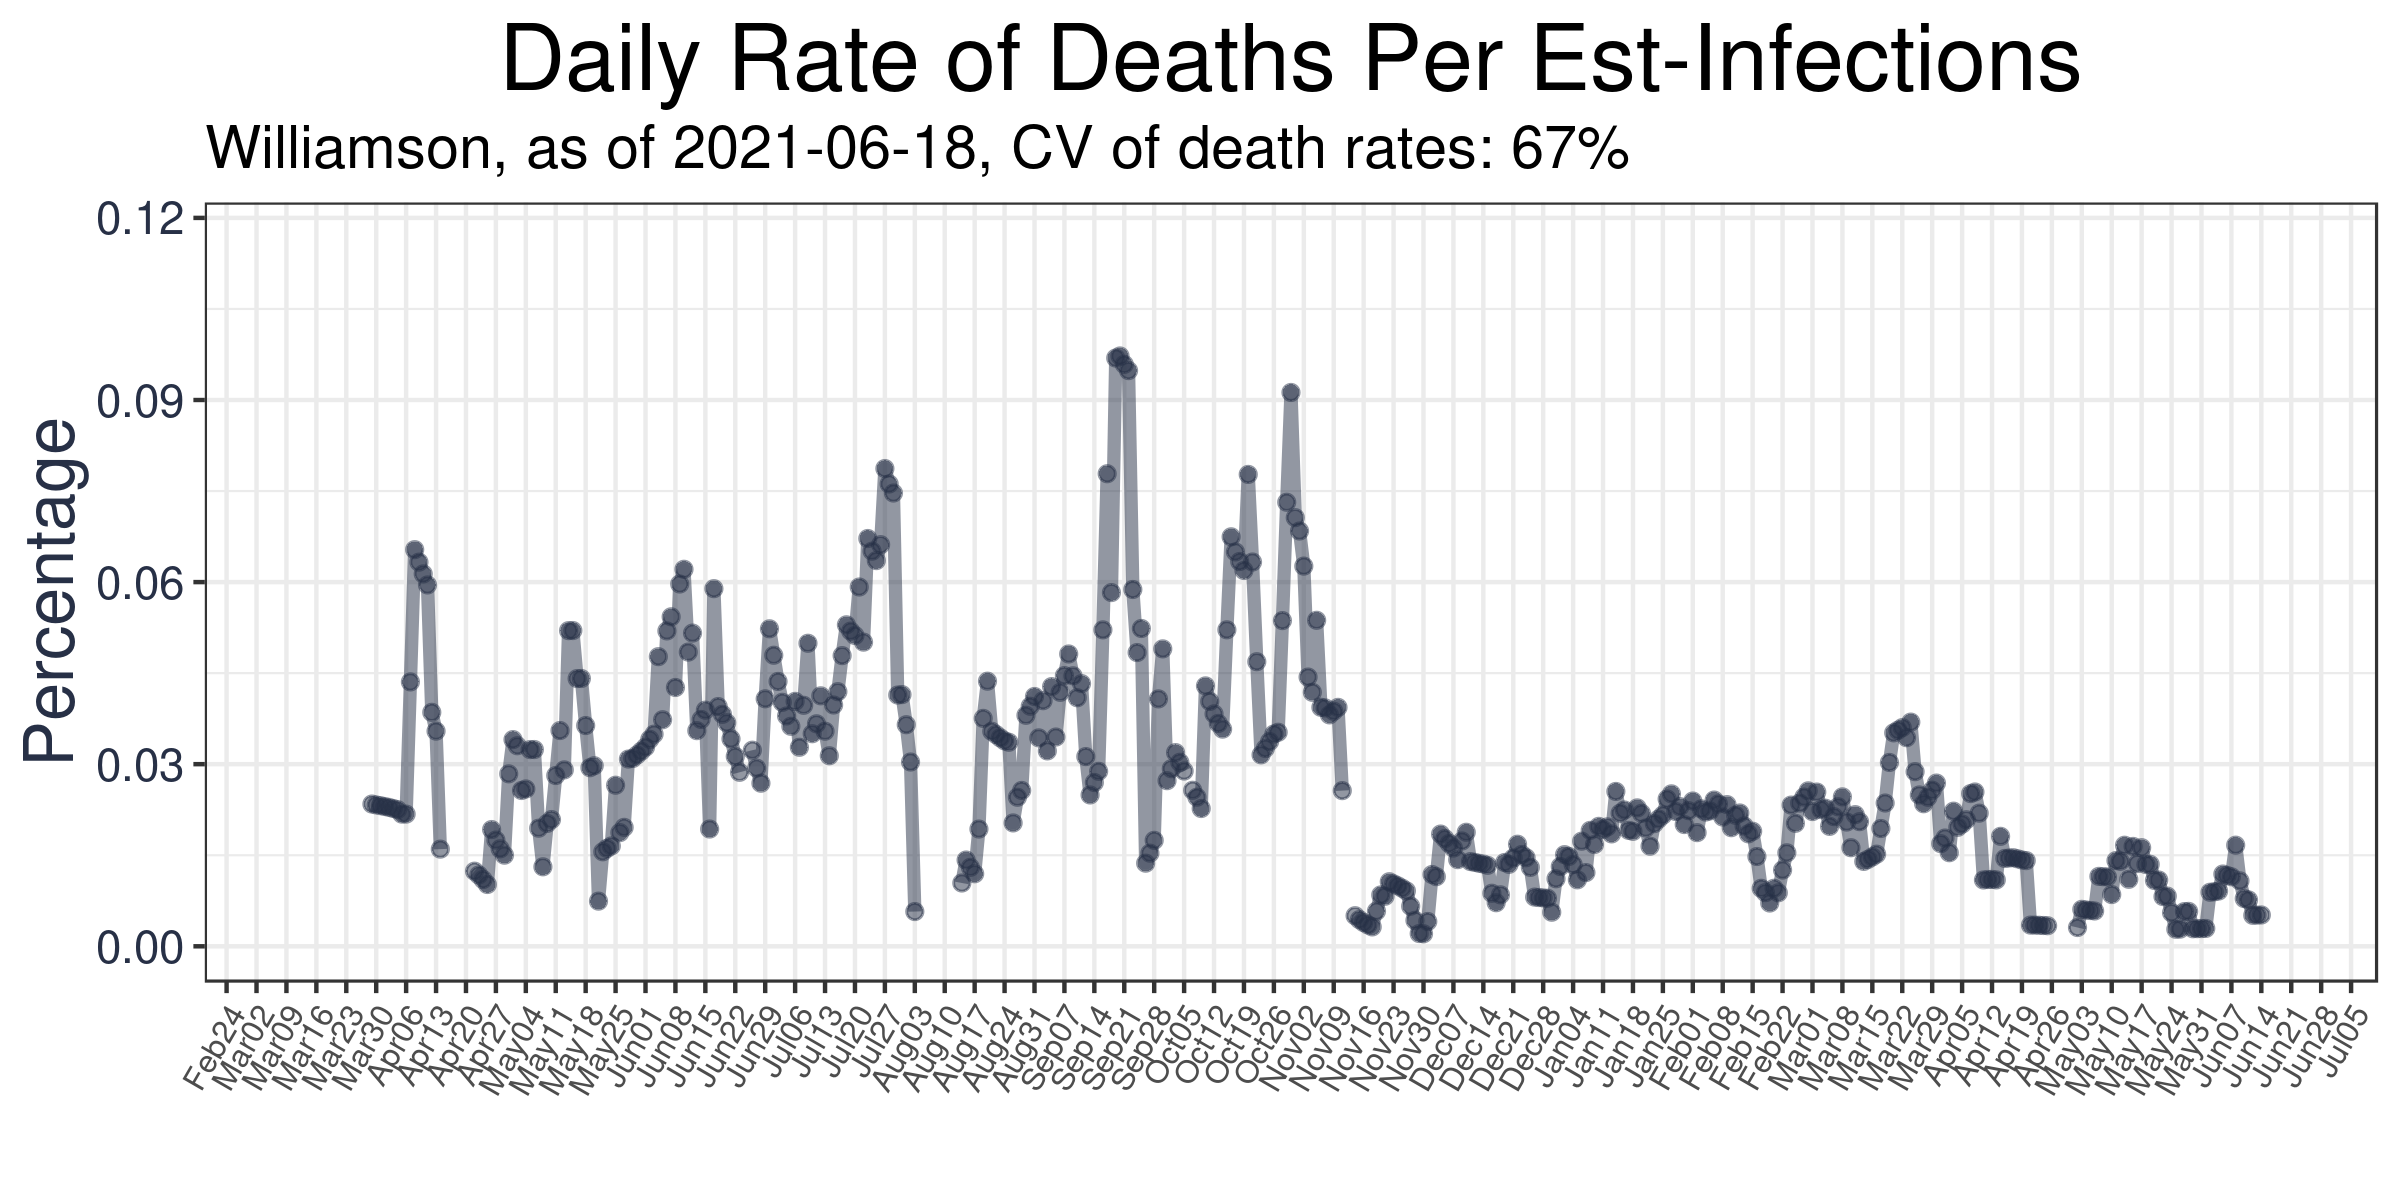 Daily Rate of Deaths Per Est-Infections
Williamson, as of 2021-06-18, CV of death rates: 67%
Percentage
0.12
0.09
0.06
0.03
0.00
Feb24
Mar02
Mar09
Mar16
Mar23
Mar30
Apr06
Apr13
Apr20
Apr27
May04
May11
May18
May25
Jun01
Jun08
Jun15
Jun22
Jun29
Jul06
Jul13
Jul20
Jul27
Aug03
Aug10
Aug17
Aug24
Aug31
Sep07
Sep14
Sep21
Sep28
Oct05
Oct12
Oct19
Oct26
Nov02
Nov09
Nov16
Nov23
Nov30
Dec07
Dec14
Dec21
Dec28
Jan04
Jan11
Jan18
Jan25
Feb01
Feb08
Feb15
Feb22
Mar01
Mar08
Mar15
Mar22
Mar29
Apr05
Apr12
Apr19
Apr26
May03
May10
May17
May24
May31
Jun07
Jun14
Jun21
Jun28
Jul05